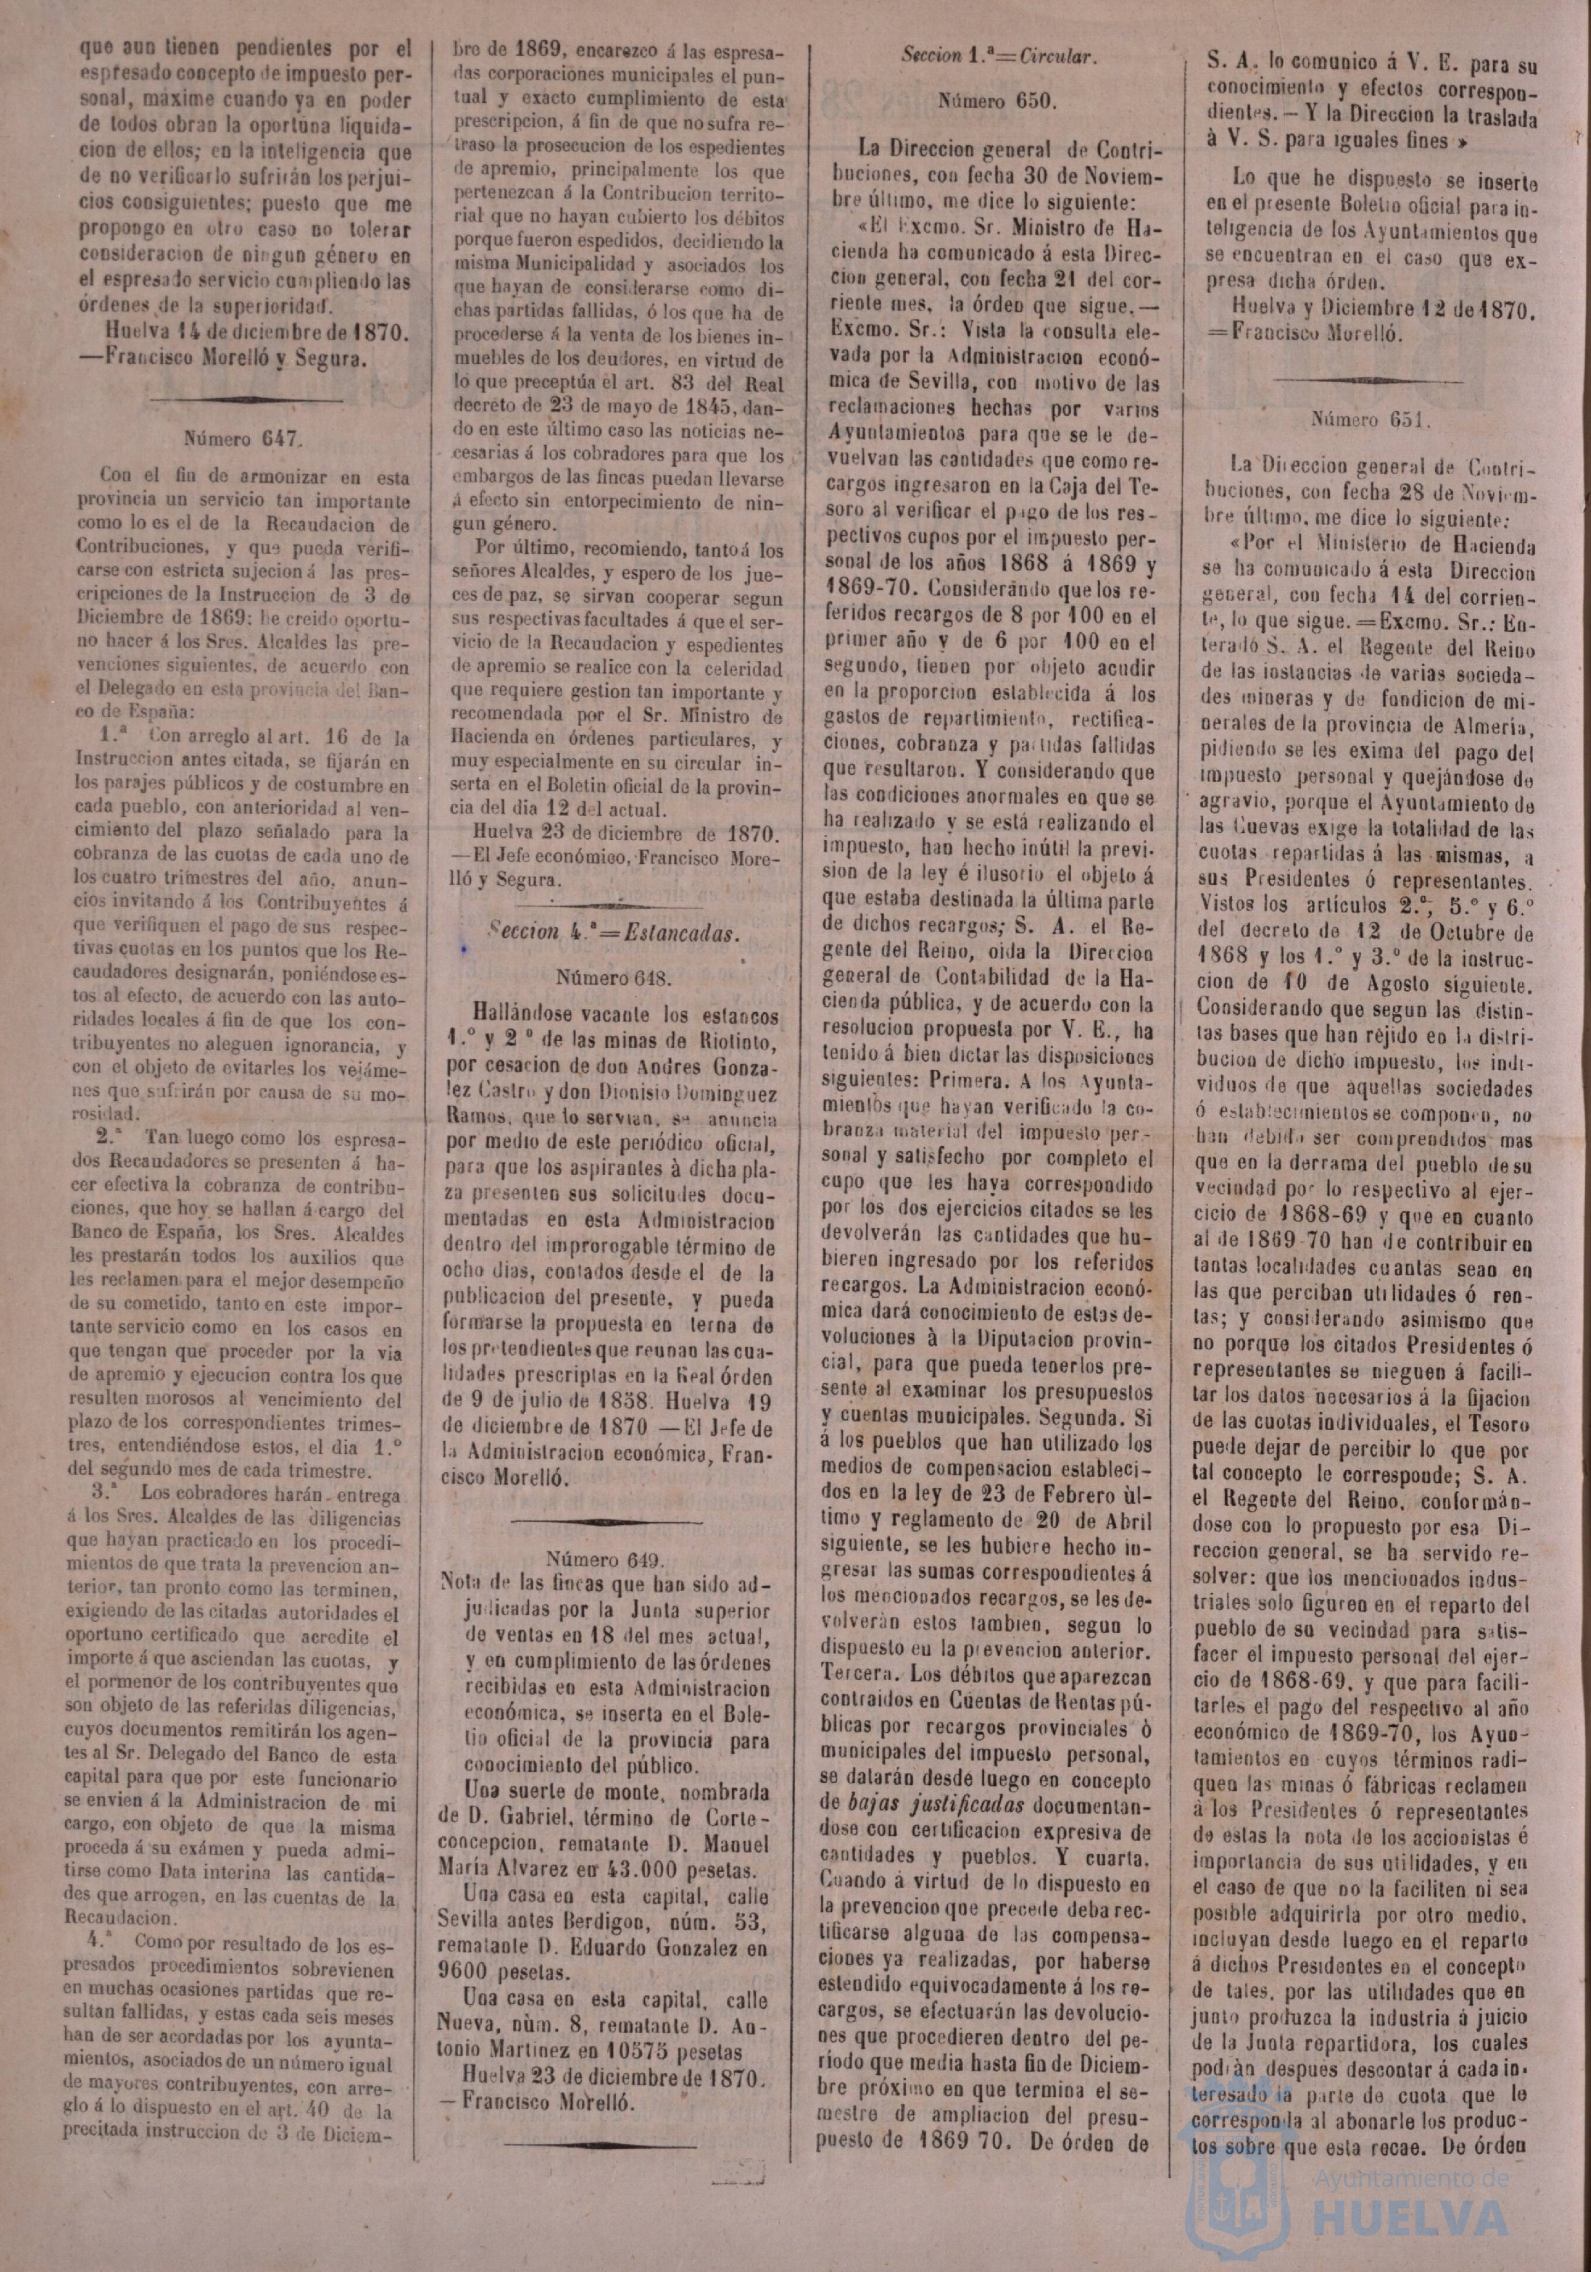 que aun tienen pendientes por el
espresado concepto de impuesto per-
sonal, máxime cuando ya en poder
de todos obran la oportuna liquida-
cion de ellos; en la inteligencia que
de no verificarlo sufrirán los perjui-
cios consiguientes; puesto que me
propongo en otro caso no tolerar
consideracion de ningun género en
el espresado servicio cumpliendo las
órdenes de la superioridad.
Huelva 14 de diciembre de 1870.
—Francisco Morelló y Segura.
Número 647.
Con el fin de armonizar en esta
provincia un servicio tan importante
como lo es el de la Recaudacion de
Contribuciones, y que pueda verifi-
carse con estricta sujecion á las pres-
cripciones de la Instruccion de 3 de
Diciembre de 1869: he creido oportu-
no hacer á los Sres. Alcaldes las pre-
venciones siguientes, de acuerdo con
el Delegado en esta provincia del Ban-
co de España:
1.ª Con arreglo al art. 16 de la
Instruccion antes citada, se fijarán en
los parajes públicos y de costumbre en
cada pueblo, con anterioridad al ven-
cimiento del plazo señalado para la
cobranza de las cuotas de cada uno de
los cuatro trimestres del año, anun-
cios invitando á los Contribuyentes á
que verifiquen el pago de sus respec-
tivas cuotas en los puntos que los Re-
caudadores designarán, poniéndose es-
tos al efecto, de acuerdo con las auto-
ridades locales á fin de que los con-
tribuyentes no aleguen ignorancia, y
con el objeto de evitarles los vejáme-
nes que sufrirán por causa de su mo-
rosidad.
2.ª Tan luego como los espresa-
dos Recaudadores se presenten á ha-
cer efectiva la cobranza de contribu-
ciones, que hoy se hallan á cargo del
Banco de España, los Sres. Alcaldes
les prestarán todos los auxilios que
les reclamen para el mejor desempeño
de su cometido, tanto en este impor-
tante servicio como en los casos en
que tengan que proceder por la via
de apremio y ejecucion contra los que
resulten morosos al vencimiento del
plazo de los correspondientes trimes-
tres, entendiéndose estos, el dia 1.º
del segundo mes de cada trimestre.
3.ª Los cobradores harán entrega
á los Sres. Alcaldes de las diligencias
que hayan practicado en los procedi-
mientos de que trata la prevencion an-
terior, tan pronto como las terminen,
exigiendo de las citadas autoridades el
oportuno certificado que acredite el
importe á que asciendan las cuotas, y
el pormenor de los contribuyentes que
son objeto de las referidas diligencias,
cuyos documentos remitirán los agen-
tes al Sr. Delegado del Banco de esta
capital para que por este funcionario
se envien á la Administracion de mi
cargo, con objeto de que la misma
proceda á su exámen y pueda admi-
tirse como Data interina las cantida-
des que arrogen, en las cuentas de la
Recaudacion.
4.ª Como por resultado de los es-
presados procedimientos sobrevienen
en muchas ocasiones partidas que re-
sultan fallidas, y estas cada seis meses
han de ser acordadas por los ayunta-
mientos, asociados de un número igual
de mayores contribuyentes, con arre-
glo á lo dispuesto en el art. 40 de la
precitada instruccion de 3 de Diciem-
bre de 1869, encarezco á las espresa-
das corporaciones municipales el pun-
tual y exacto cumplimiento de esta
prescripcion, á fin de que no sufra re-
traso la prosecucion de los espedientes
de apremio, principalmente los que
pertenezcan á la Contribucion territo-
rial que no hayan cubierto los débitos
porque fueron espedidos, decidiendo la
misma Municipalidad y asociados los
que hayan de considerarse como di-
chas partidas fallidas, ó los que ha de
procederse á la venta de los bienes in-
muebles de los deudores, en virtud de
lo que preceptúa el art. 83 del Real
decreto de 23 de mayo de 1845, dan-
do en este último caso las noticias ne-
cesarias á los cobradores para que los
embargos de las fincas puedan llevarse
á efecto sin entorpecimiento de nin-
gun género.
Por último, recomiendo, tanto á los
señores Alcaldes, y espero de los jue-
ces de paz, se sirvan cooperar segun
sus respectivas facultades á que el ser-
vicio de la Recaudacion y espedientes
de apremio se realice con la celeridad
que requiere gestion tan importante y
recomendada por el Sr. Ministro de
Hacienda en órdenes particulares, y
muy especialmente en su circular in-
serta en el Boletin oficial de la provin-
cia del dia 12 del actual.
Huelva 23 de diciembre de 1870.
—El Jefe económico, Francisco More-
lló y Segura.
Seccion 4.ª=Estancadas.
Número 648.
Hallándose vacante los estancos
1.º y 2º de las minas de Riotinto,
por cesacion de don Andres Gonza-
lez Castro y don Dionisio Dominguez
Ramos, que lo servian, se anuncia
por medio de este periódico oficial,
para que los aspirantes à dicha pla-
za presenten sus solicitudes docu-
mentadas en esta Administracion
dentro del improrogable término de
ocho dias, contados desde el de la
publicacion del presente, y pueda
formarse la propuesta en terna de
los pretendientes que reunan las cua-
lidades prescriptas en la Real órden
de 9 de julio de 1858. Huelva 19
de diciembre de 1870 —El Jefe de
la Administracion económica, Fran-
cisco Morelló.
Número 649.
Nota de las fincas que han sido ad-
judicadas por la Junta superior
de ventas en 18 del mes actual,
y en cumplimiento de las órdenes
recibidas en esta Administracion
económica, se inserta en el Bole-
tin oficial de la provincia para
conocimiento del público.
Una suerte de monte, nombrada
de D. Gabriel, término de Corte-
concepcion, rematante D. Manuel
María Alvarez en 43.000 pesetas.
Una casa en esta capital, calle
Sevilla antes Berdigon, núm. 53,
rematante D. Eduardo Gonzalez en
9600 pesetas.
Una casa en esta capital, calle
Nueva, nùm. 8, rematante D. An-
tonio Martinez en 10575 pesetas
Huelva 23 de diciembre de 1870.
—Francisco Morelló.
Seccion 1.ª=Circular.
Número 650.
La Direccion general de Contri-
buciones, con fecha 30 de Noviem-
bre último, me dice lo siguiente:
«El Excmo. Sr. Ministro de Ha-
cienda ha comunicado á esta Direc-
cion general, con fecha 21 del cor-
riente mes, la órden que sigue.—
Excmo. Sr.: Vista la consulta ele-
vada por la Administracion econó-
mica de Sevilla, con motivo de las
reclamaciones hechas por varios
Ayuntamientos para que se le de-
vuelvan las cantidades que como re-
cargos ingresaron en la Caja del Te-
soro al verificar el pago de los res-
pectivos cupos por el impuesto per-
sonal de los años 1868 á 1869 y
1869-70. Considerándo que los re-
feridos recargos de 8 por 100 en el
primer año y de 6 por 100 en el
segundo, tienen por objeto acudir
en la proporcion establecida á los
gastos de repartimiento, rectifica-
ciones, cobranza y partidas fallidas
que resultaron. Y considerando que
las condiciones anormales en que se
ha realizado y se está realizando el
impuesto, han hecho inútil la previ-
sion de la ley é ilusorio el objeto á
que estaba destinada la última parte
de dichos recargos; S. A. el Re-
gente del Reino, oida la Direccion
general de Contabilidad de la Ha-
cienda pública, y de acuerdo con la
resolucion propuesta por V. E., ha
tenido á bien dictar las disposiciones
siguientes: Primera. A los Ayunta-
mientos que hayan verificado la co-
branza material del impuesto per-
sonal y satisfecho por completo el
cupo que les haya correspondido
por los dos ejercicios citados se les
devolverán las cantidades que hu-
bieren ingresado por los referidos
recargos. La Administracion econó-
mica dará conocimiento de estas de-
voluciones à la Diputacion provin-
cial, para que pueda tenerlos pre-
sente al examinar los presupuestos
y cuentas municipales. Segunda. Si
á los pueblos que han utilizado los
medios de compensacion estableci-
dos en la ley de 23 de Febrero ùl-
timo y reglamento de 20 de Abril
siguiente, se les hubiere hecho in-
gresar las sumas correspondientes á
los mencionados recargos, se les de-
volveràn estos tambien, segun lo
dispuesto en la prevencion anterior.
Tercera. Los débitos que aparezcan
contraidos en Cuentas de Rentas pú-
blicas por recargos provinciales ò
municipales del impuesto personal,
se datarán desde luego en concepto
de bajas justificadas documentan-
dose con certificacion expresiva de
cantidades y pueblos. Y cuarta.
Cuando à virtud de lo dispuesto en
la prevencion que precede deba rec-
tificarse alguna de las compensa-
ciones ya realizadas, por haberse
estendido equivocadamente á los re-
cargos, se efectuarán las devolucio-
nes que procedieren dentro del pe-
ríodo que media hasta fin de Diciem-
bre próximo en que termina el se-
mestre de ampliacion del presu-
puesto de 1869 70. De órden de
S. A. lo comunico á V. E. para su
conocimiento y efectos correspon-
dientes.—Y la Direccion la traslada
à V. S. para iguales fines »
Lo que he dispuesto se inserte
en el presente Boletin oficial para in-
teligencia de los Ayuntamientos que
se encuentran en el caso que ex-
presa dicha órden.
Huelva y Diciembre 12 de 1870.
=Francisco Morelló.
Número 651.
La Direccion general de Contri-
buciones, con fecha 28 de Noviem-
bre último, me dice lo siguiente:
«Por el Ministerio de Hacienda
se ha comunicado á esta Direccion
general, con fecha 14 del corrien-
te, lo que sigue.=Excmo. Sr.: En-
teradó S. A. el Regente del Reino
de las instancias de varias socieda-
des mineras y de fundicion de mi-
nerales de la provincia de Almeria,
pidiendo se les exima del pago del
impuesto personal y quejándose de
agravio, porque el Ayuntamiento de
las Cuevas exige la totalidad de las
cuotas repartidas á las mismas, a
sus Presidentes ó representantes.
Vistos los artículos 2.º, 5.º y 6.º
del decreto de 12 de Octubre de
1868 y los 1.º y 3.º de la instruc-
cion de 10 de Agosto siguiente.
Considerando que segun las distin-
tas bases que han rejido en la distri-
bucion de dicho impuesto, los indi-
viduos de que aquellas sociedades
ó establecimientos se componen, no
han debido ser comprendidos mas
que en la derrama del pueblo de su
vecindad por lo respectivo al ejer-
cicio de 1868-69 y que en cuanto
al de 1869-70 han de contribuir en
tantas localidades cuantas sean en
las que perciban utilidades ó ren-
tas; y considerando asimismo que
no porque los citados Presidentes ó
representantes se nieguen á facili-
tar los datos necesarios á la fijacion
de las cuotas individuales, el Tesoro
puede dejar de percibir lo que por
tal concepto le corresponde; S. A.
el Regente del Reino, conformán-
dose con lo propuesto por esa Di-
reccion general, se ha servido re-
solver: que los mencionados indus-
triales solo figuren en el reparto del
pueblo de su vecindad para satis-
facer el impuesto personal del ejer-
cio de 1868-69, y que para facili-
tarles el pago del respectivo al año
económico de 1869-70, los Ayun-
tamientos en cuyos términos radi-
quen las minas ó fábricas reclamen
á los Presidentes ó representantes
de estas la nota de los accionistas é
importancia de sus utilidades, y en
el caso de que no la faciliten ni sea
posible adquirirla por otro medio,
incluyan desde luego en el reparto
á dichos Presidentes en el concepto
de tales, por las utilidades que en
junto produzca la industria á juicio
de la Junta repartidora, los cuales
podràn despues descontar á cada in-
teresado la parte de cuota que le
corresponda al abonarle los produc-
tos sobre que esta recae. De órden
Ayuntamiento de
HUELVA